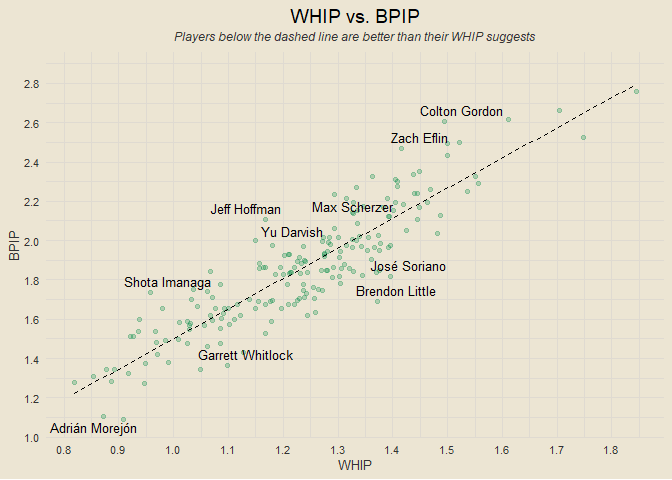 WHIP vs. BPIP
Players below the dashed line are better than their WHIP suggests
2.8
2.6
2.4
2.2
2.0
1.8
1.6
1.4
1.2
1.0
BPIP
Colton Gordon
Zach Eflin
Jeff Hoffman
Max Scherzer
Yu Darvish
José Soriano
Shota Imanaga
Brendon Little
Garrett Whitlock
Adrián Morejón
0.8 0.9 1.0 1.1 1.2 1.3 1.4 1.5 1.6 1.7 1.8
WHIP